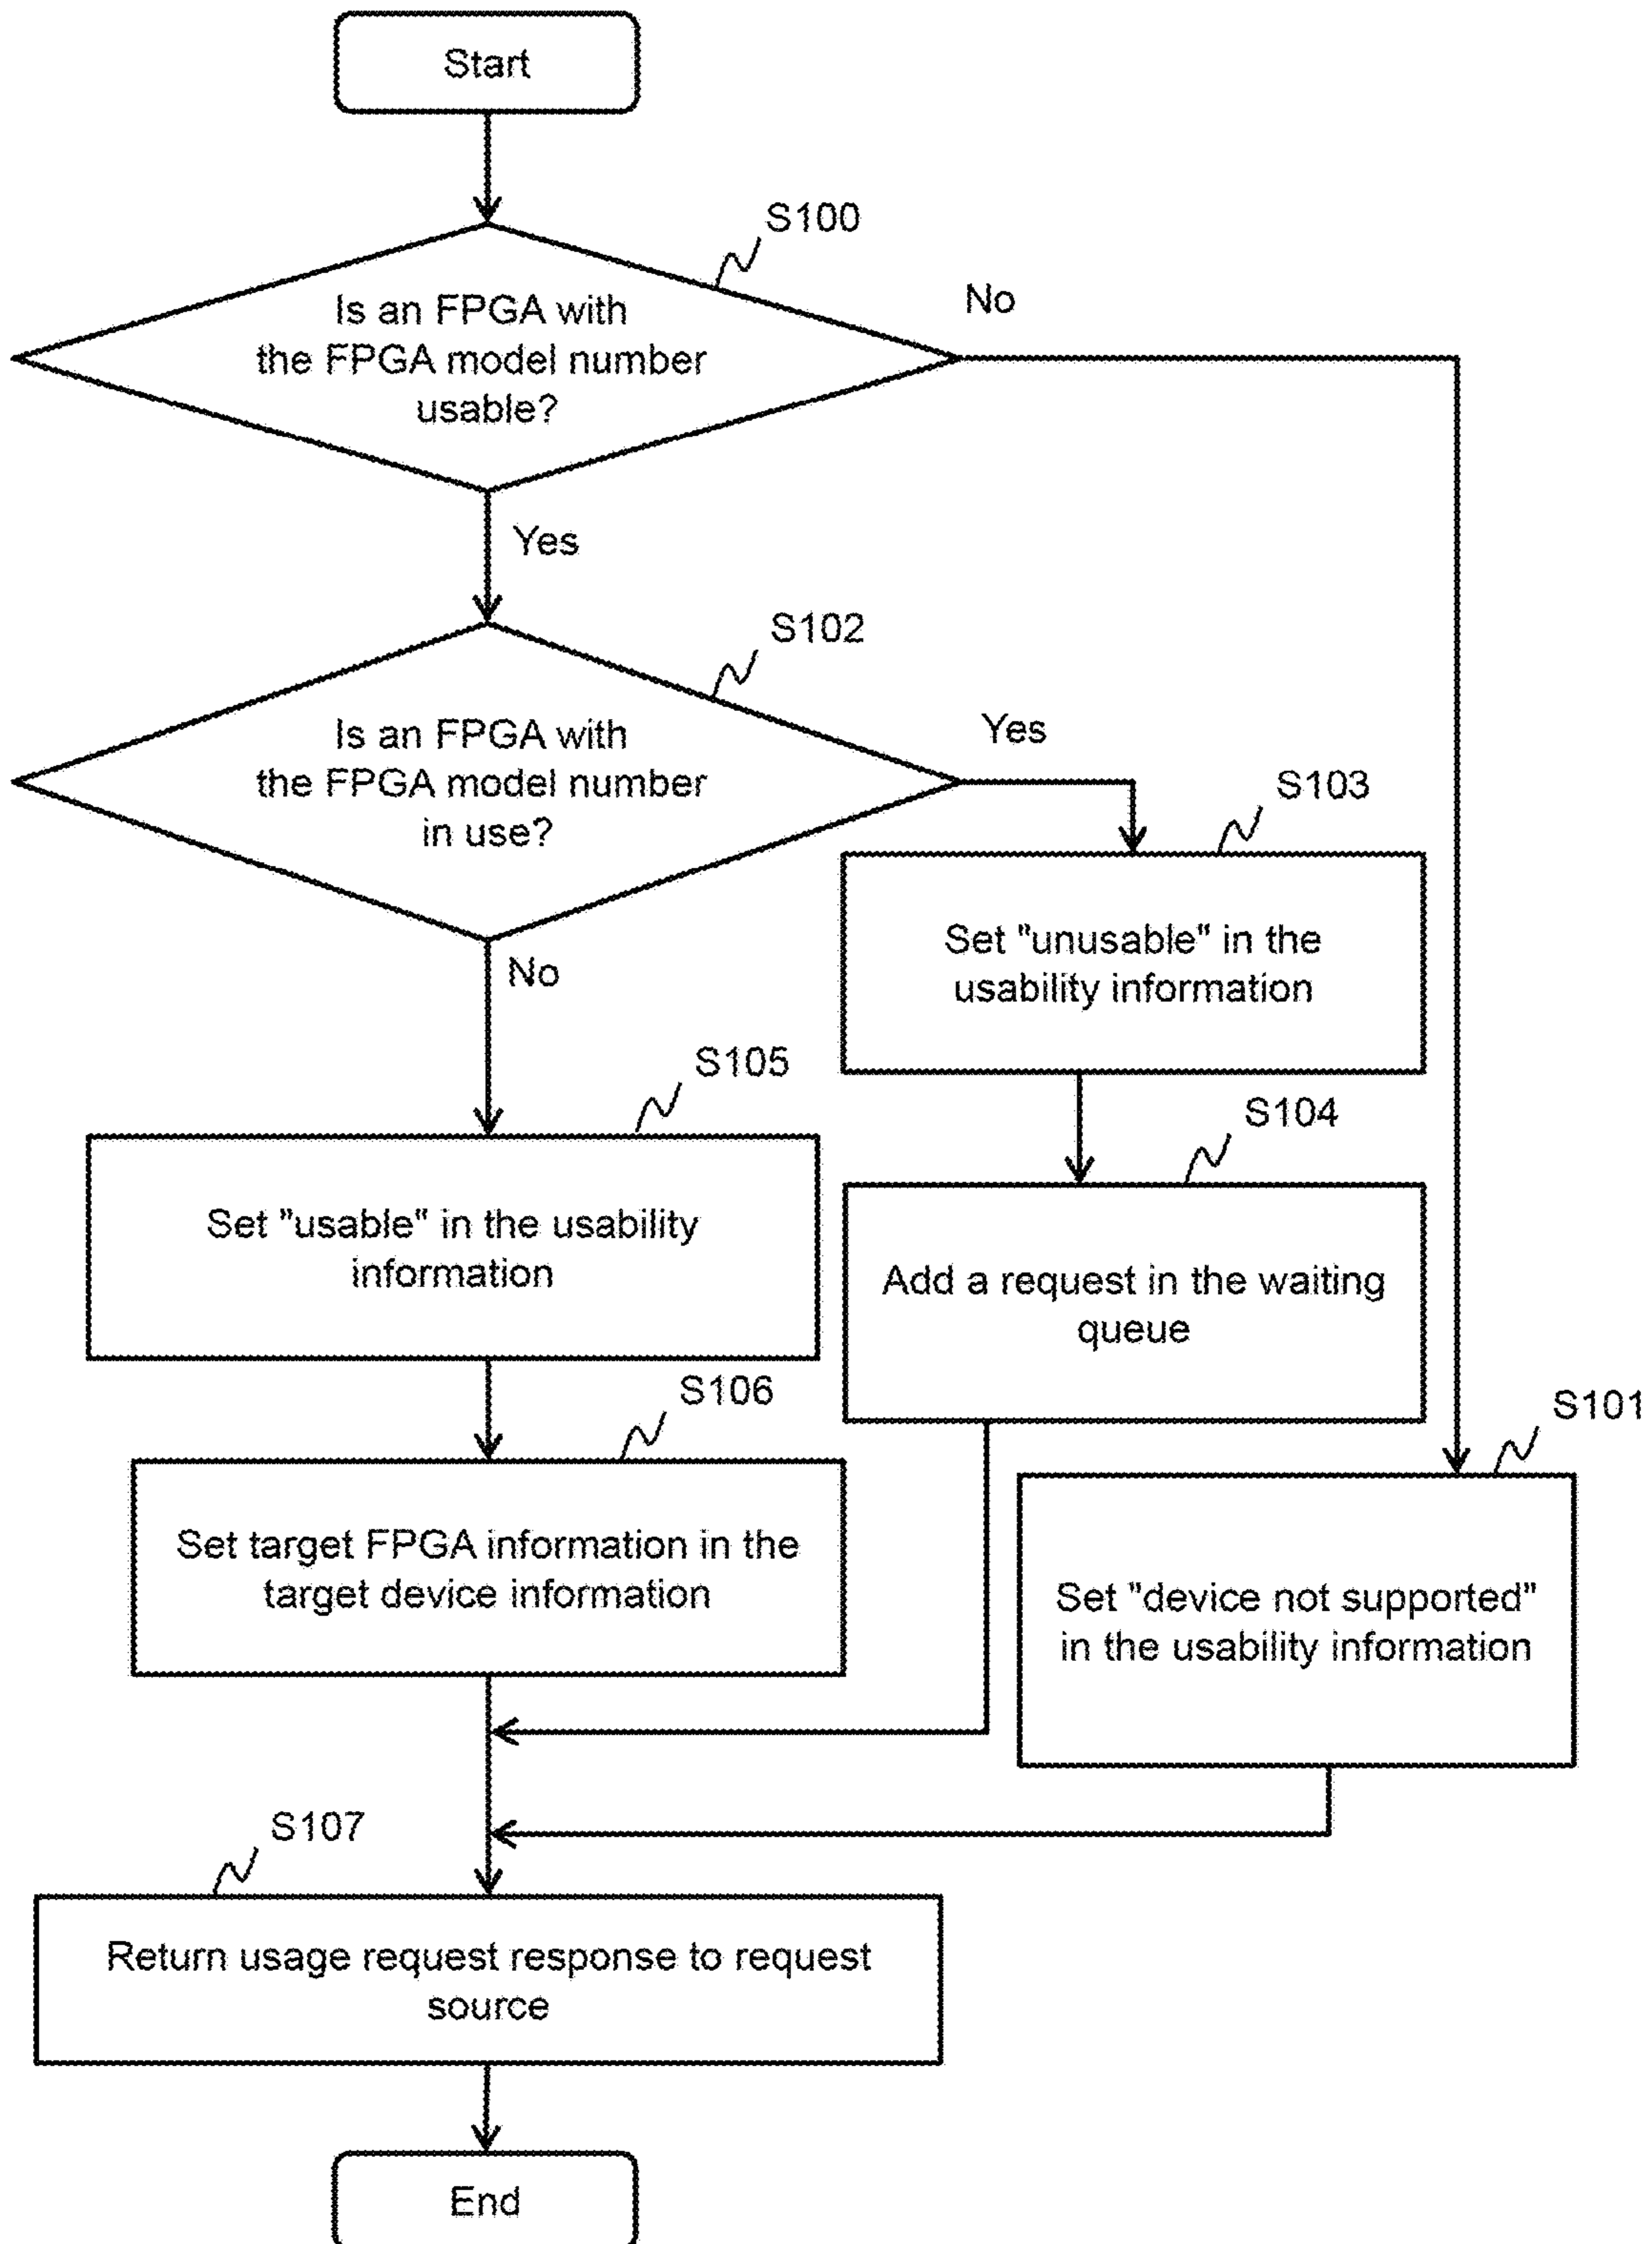 Start
S100
Is an FPGA with
the FPGA model number
usable?
No
Yes
S102
Is an FPGA with
the FPGA model number
in use?
Yes
No
S103
Set "unusable" in the
usability information
S104
Add a request in the waiting
queue
S105
Set "usable" in the usability
information
S106
Set target FPGA information in the
target device information
S101
Set "device not supported"
in the usability information
S107
Return usage request response to request
source
End